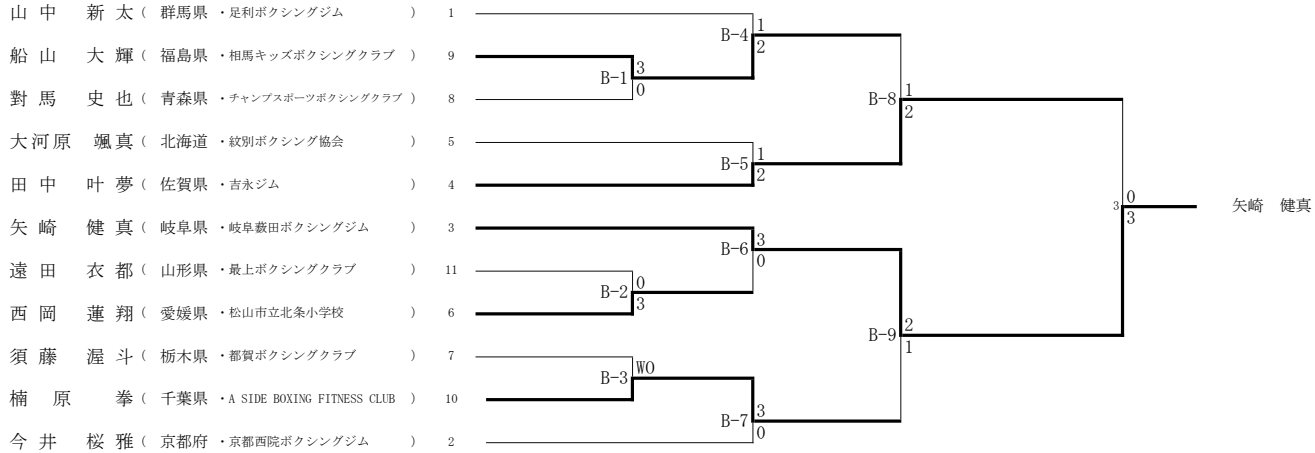 山中 新太 ( 群馬県 ・足利ボクシングジム ) 1
船山 大輝 ( 福島県 ・相馬キッズボクシングクラブ ) 9
對馬 史也 ( 青森県 ・チャンプスポーツボクシングクラブ ) 8
大河原 颯真 ( 北海道 ・紋別ボクシング協会 ) 5
田中 叶夢 ( 佐賀県 ・吉永ジム ) 4
矢崎 健真 ( 岐阜県 ・岐阜薮田ボクシングジム ) 3
遠田 衣都 ( 山形県 ・最上ボクシングクラブ ) 11
西岡 蓮翔 ( 愛媛県 ・松山市立北条小学校 ) 6
須藤 渥斗 ( 栃木県 ・都賀ボクシングクラブ ) 7
楠原 拳 ( 千葉県 ・A SIDE BOXING FITNESS CLUB ) 10
今井 桜雅 ( 京都府 ・京都西院ボクシングジム ) 2
B-1 3
0
B-2 0
3
B-3 WO
B-4 1
2
B-5 1
2
B-6 3
0
B-7 3
0
B-8 1
2
B-9 2
1
3 0
3
矢崎 健真